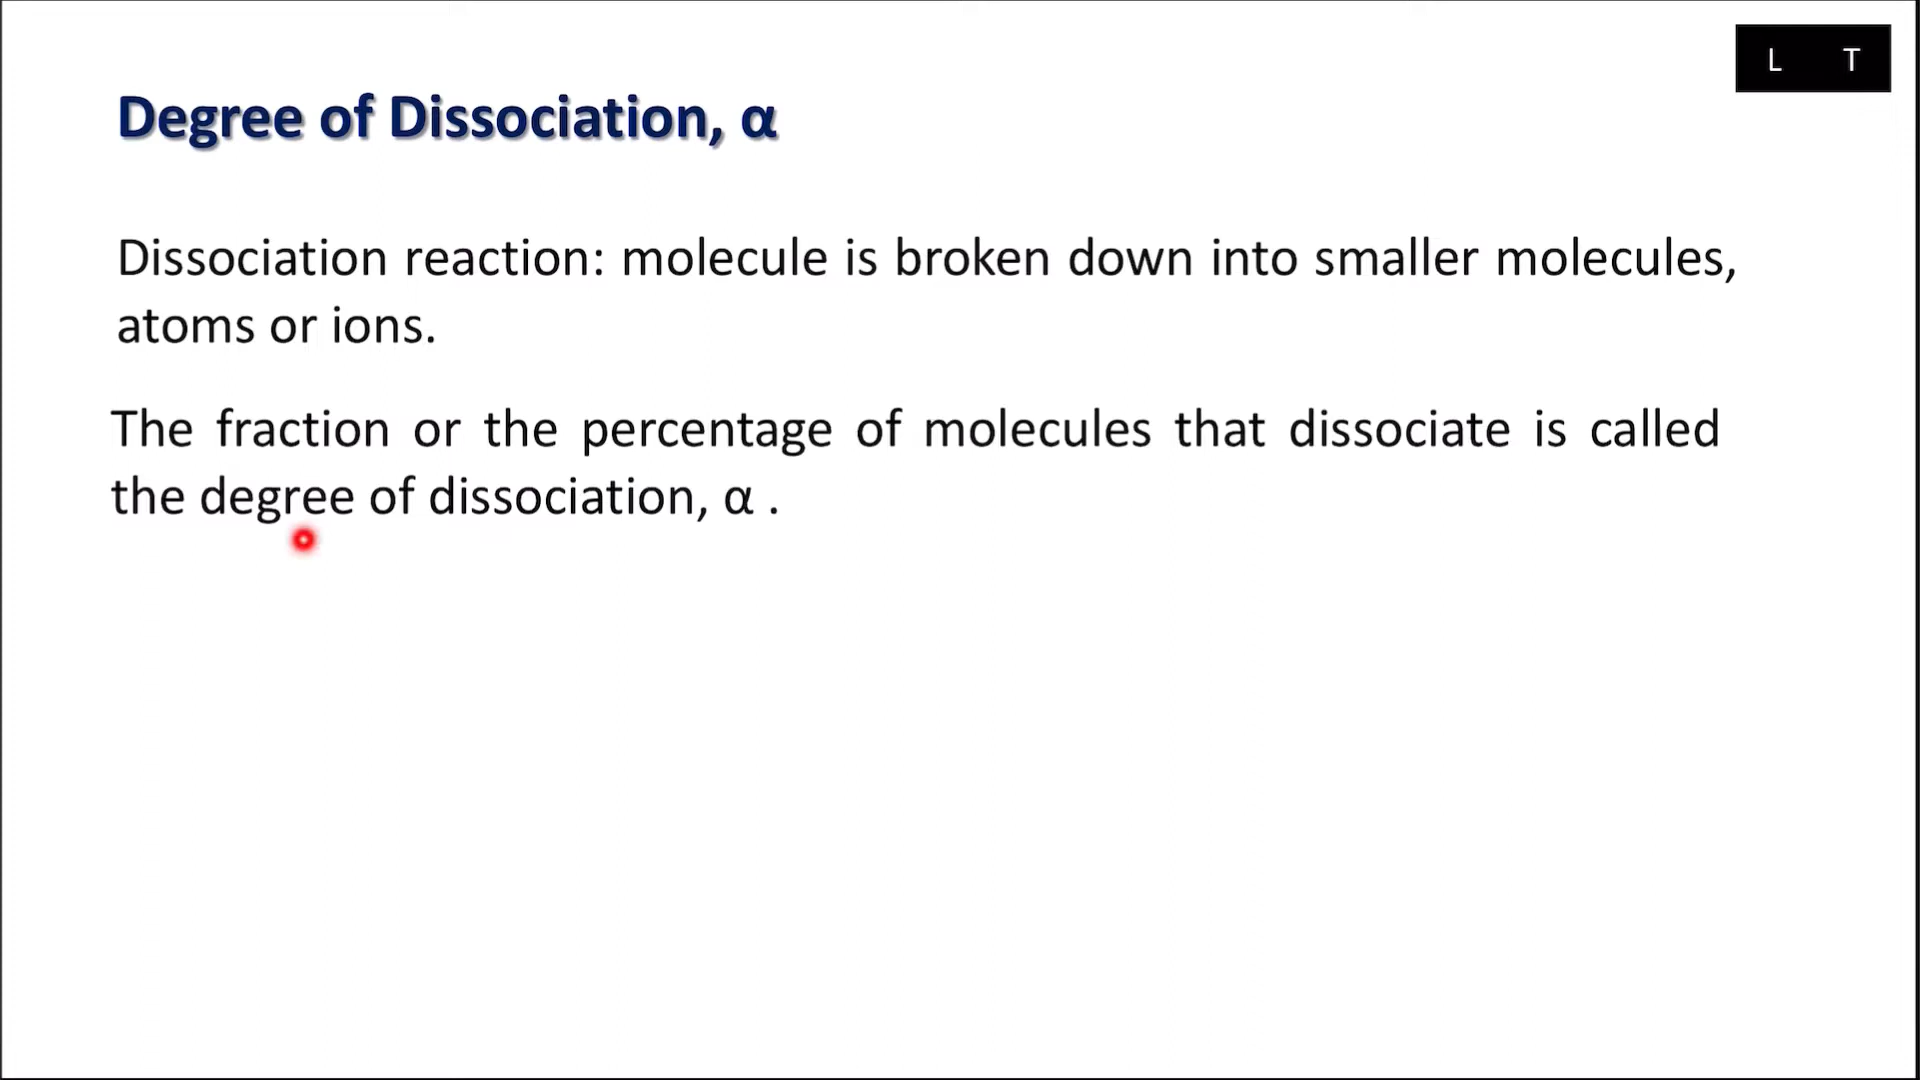 L T
Degree of Dissociation, α
Dissociation reaction: molecule is broken down into smaller molecules,
atoms or ions.
The fraction or the percentage of molecules that dissociate is called
the degree of dissociation, α .